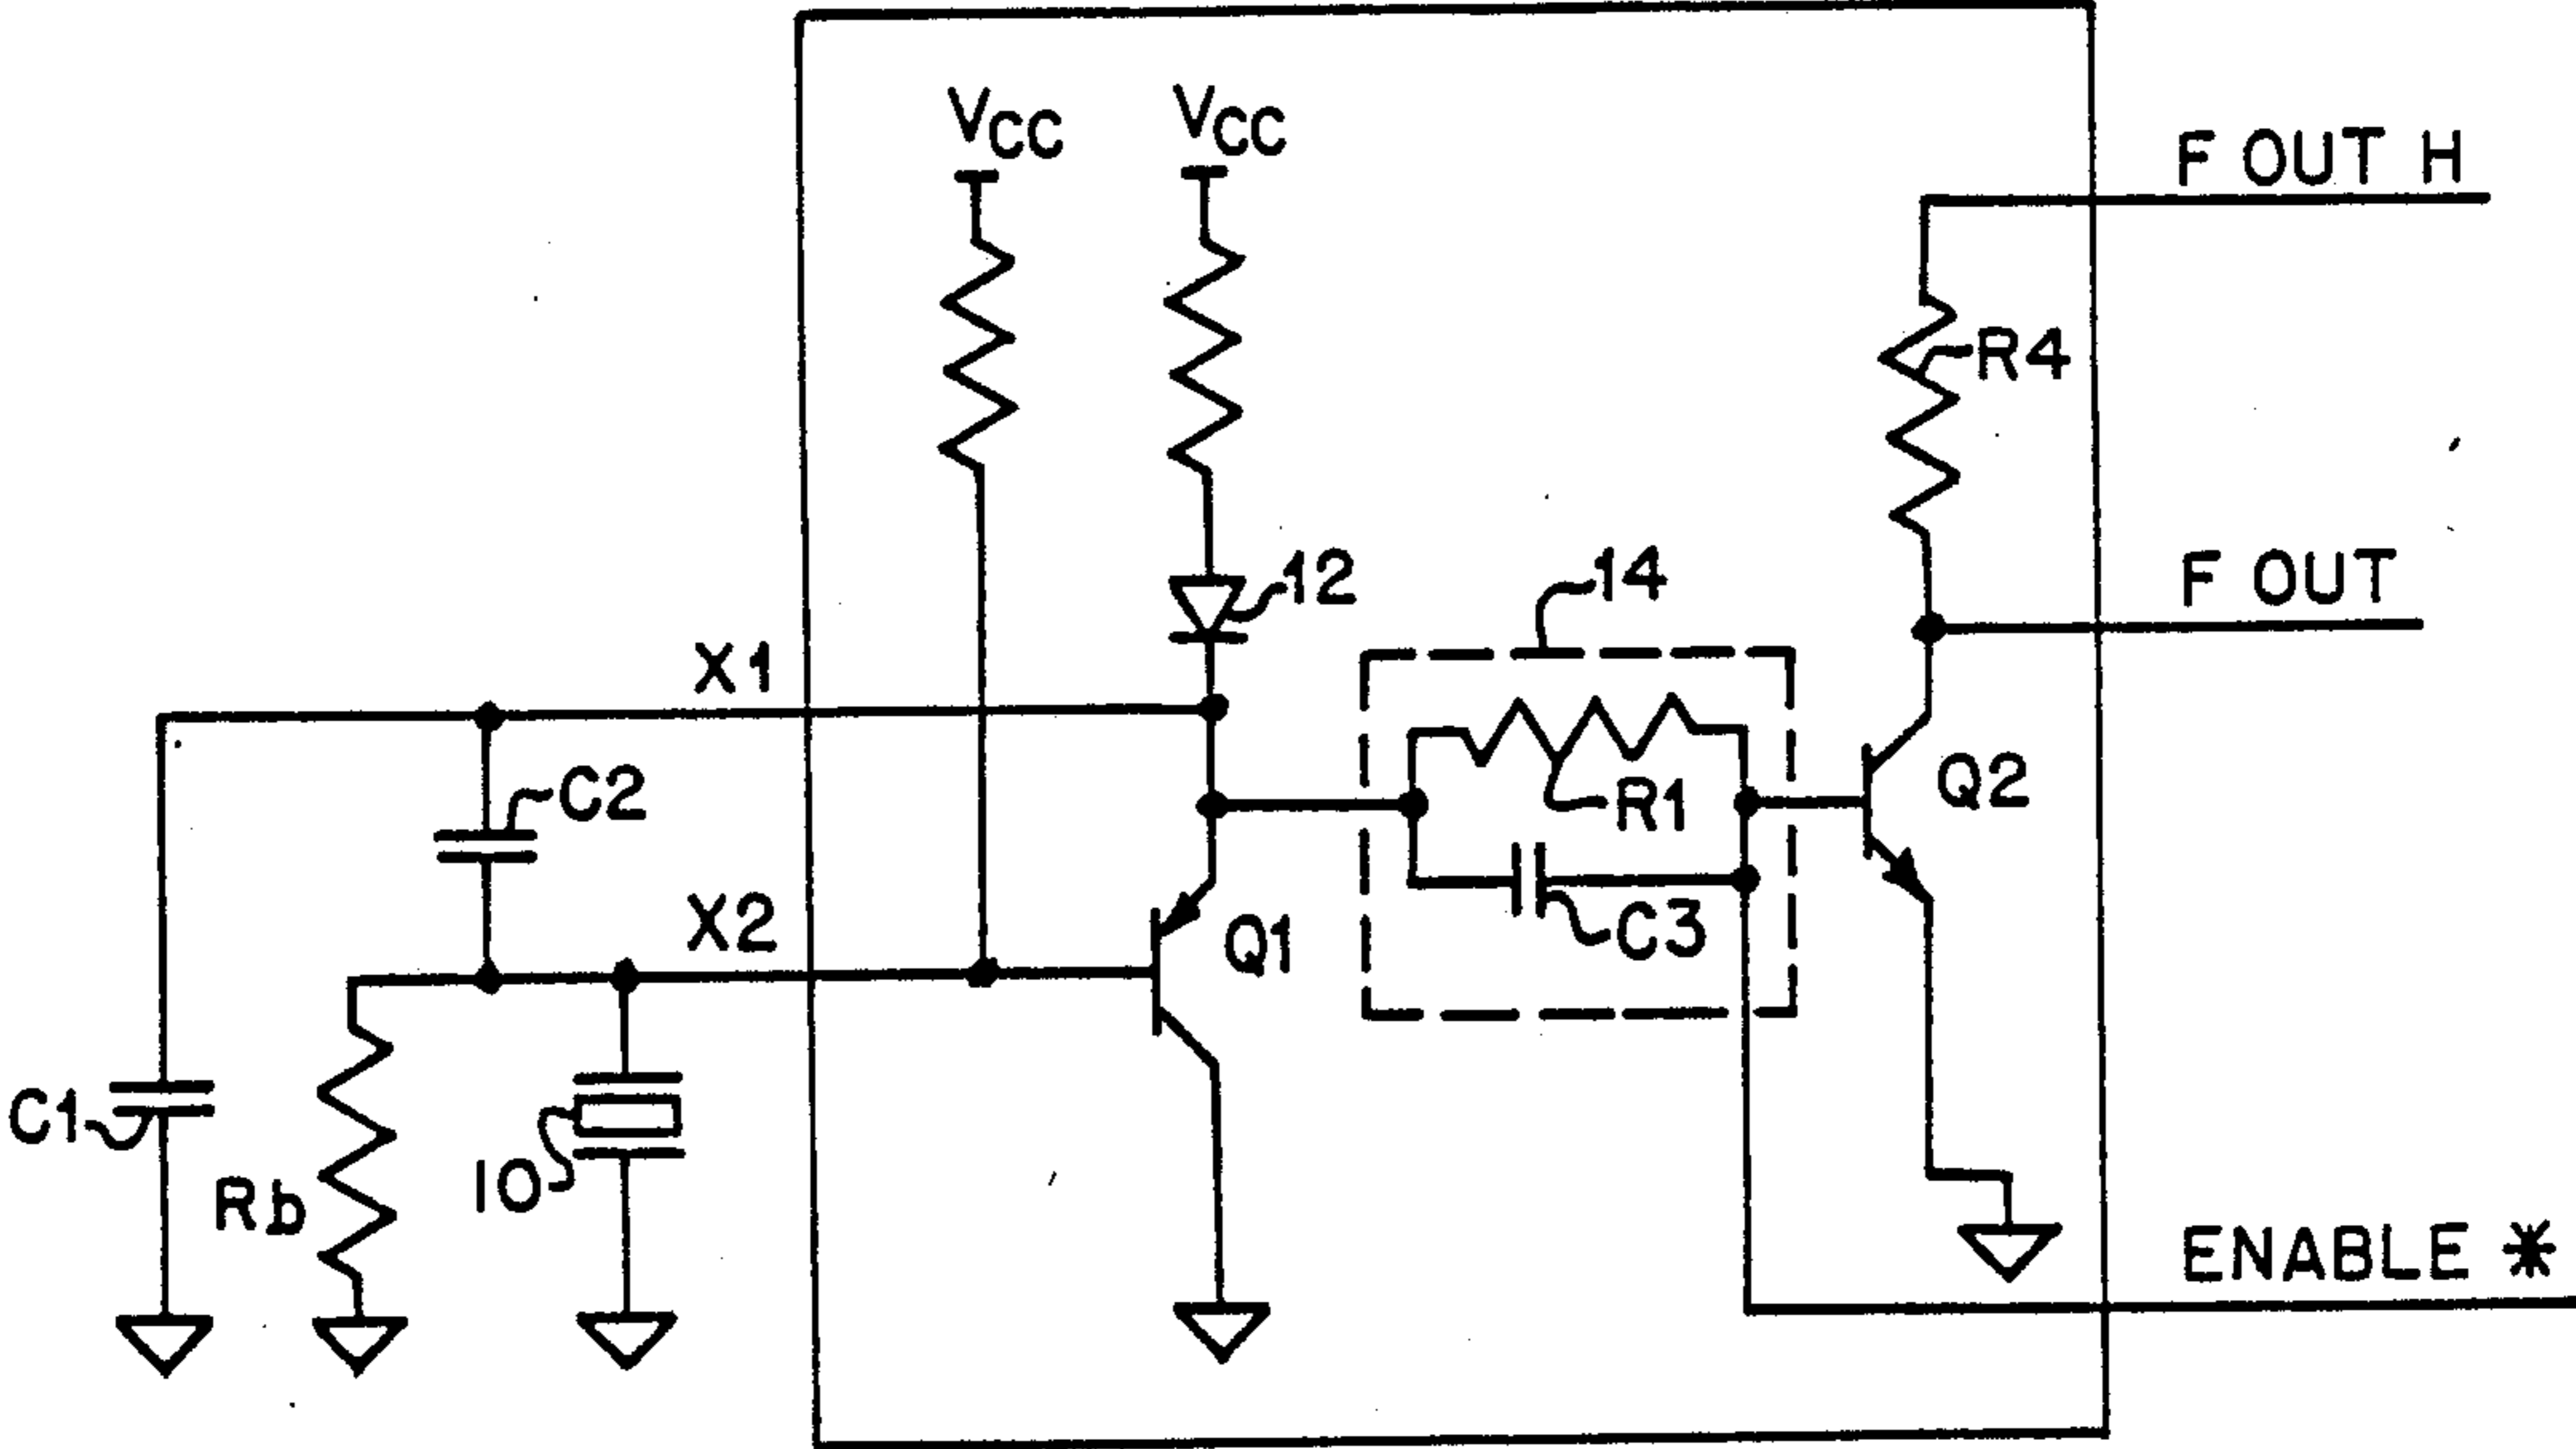 VCC
VCC
F OUT H
R4
12
14
F OUT
X1
C2
R1
Q2
X2
Q1
C3
C1
Rb
10
ENABLE *